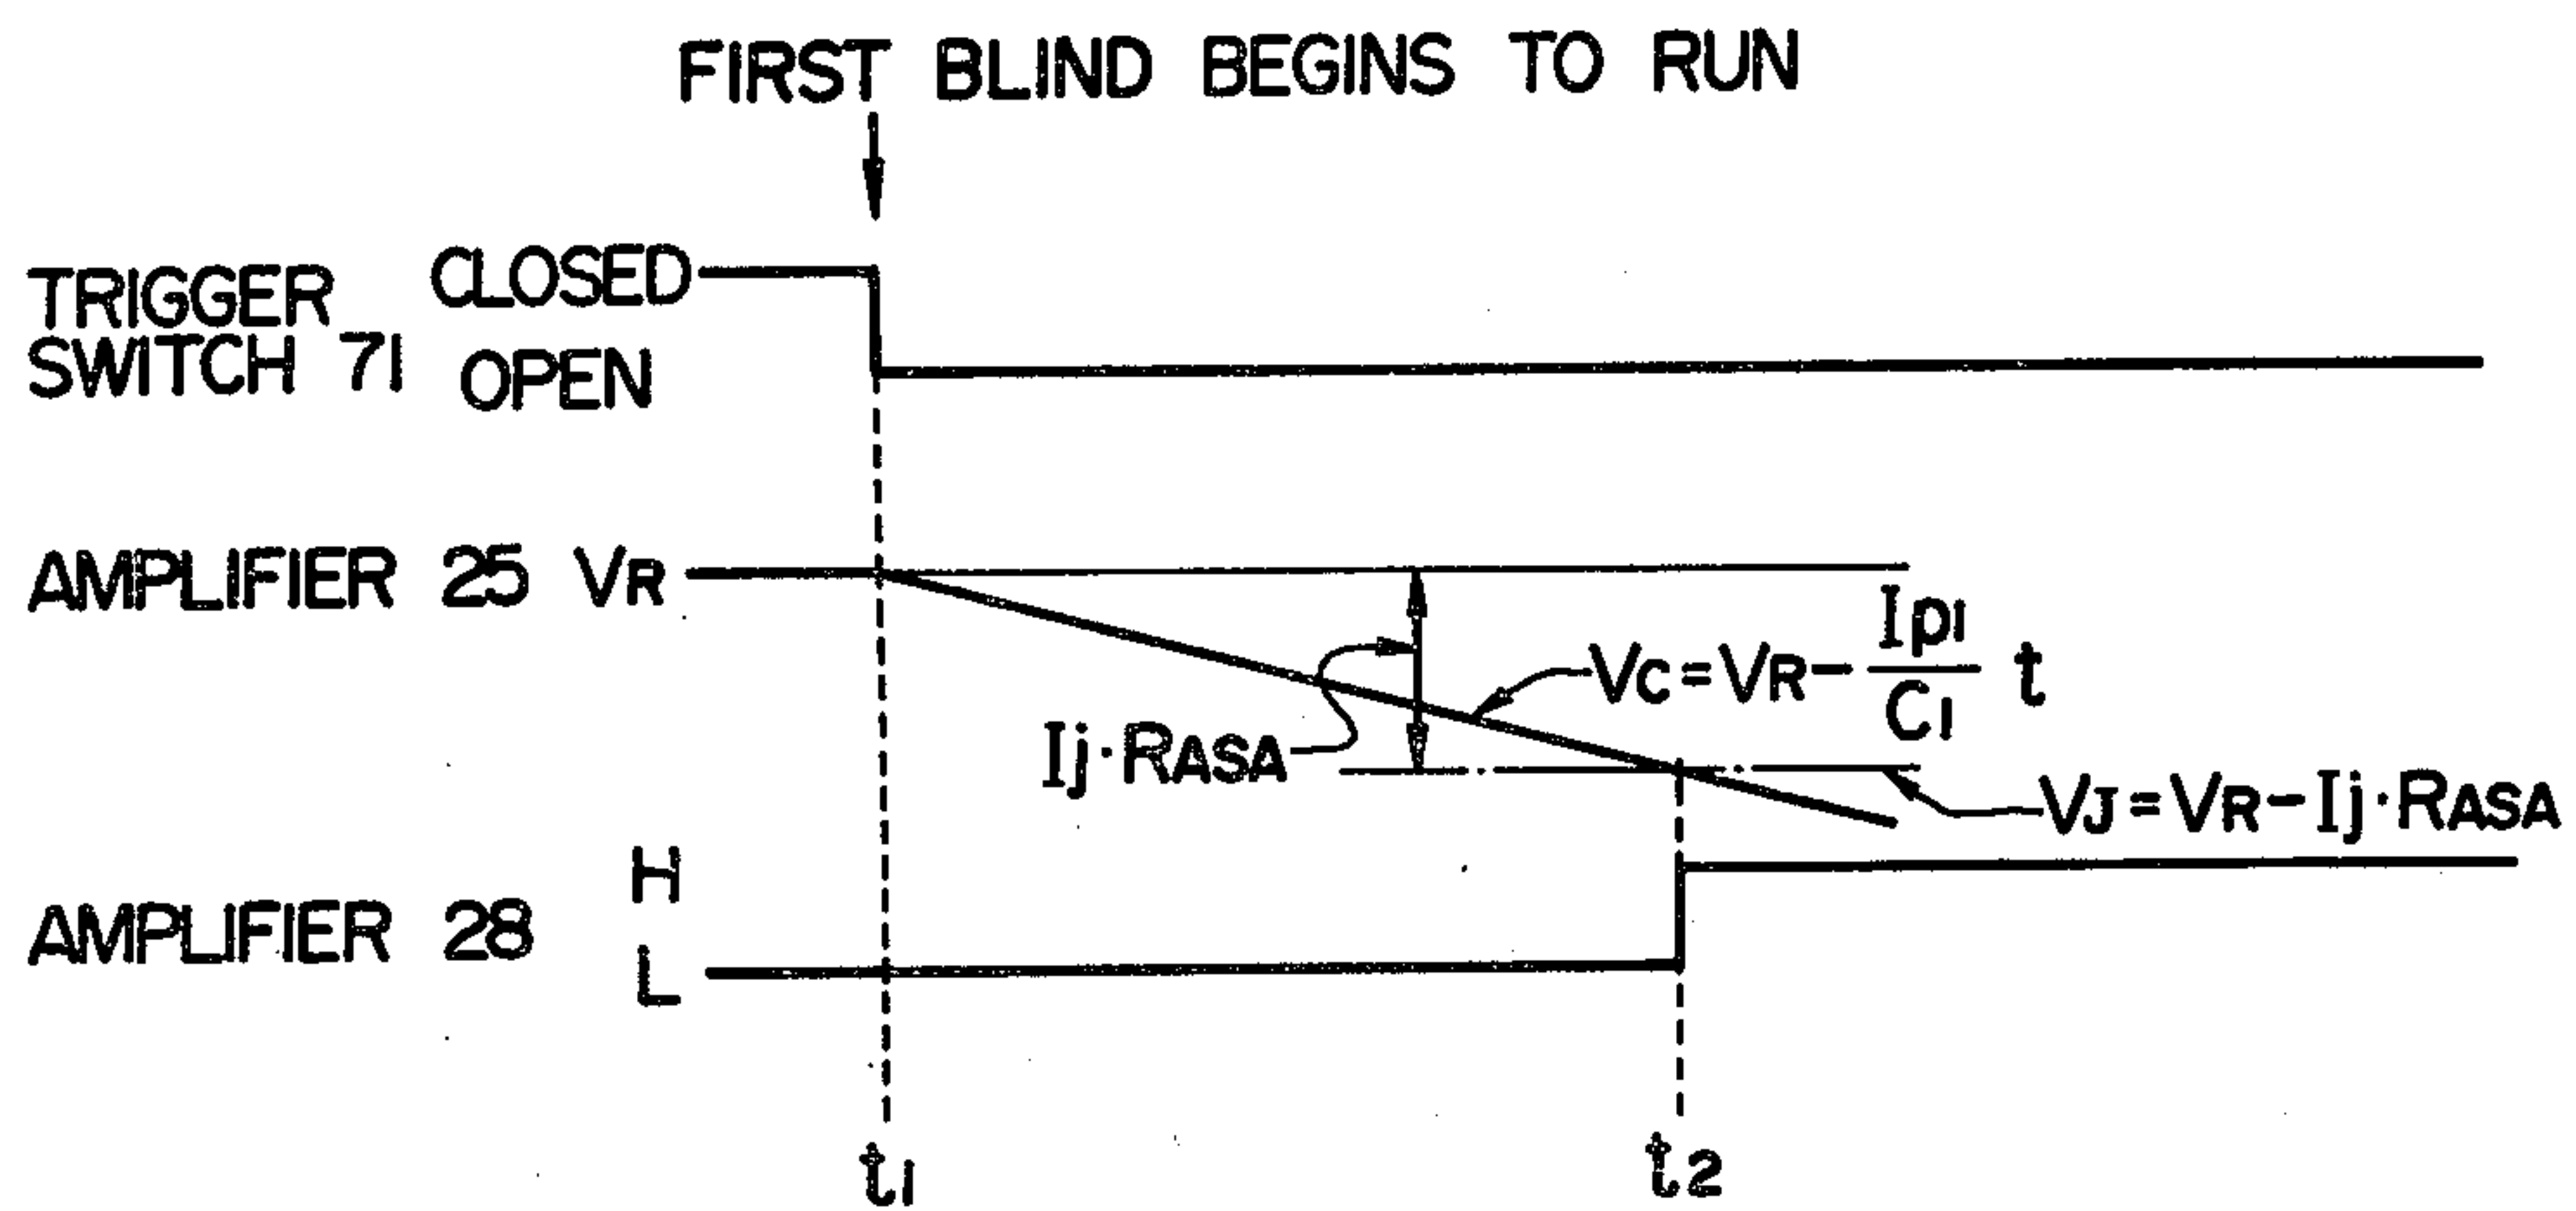 FIRST BLIND BEGINS TO RUN
TRIGGER SWITCH 71
CLOSED
OPEN
AMPLIFIER 25 VR
Ij·RASA
VC=VR-Ip1/C1 t
VJ=VR-Ij·RASA
AMPLIFIER 28
H
L
t1
t2